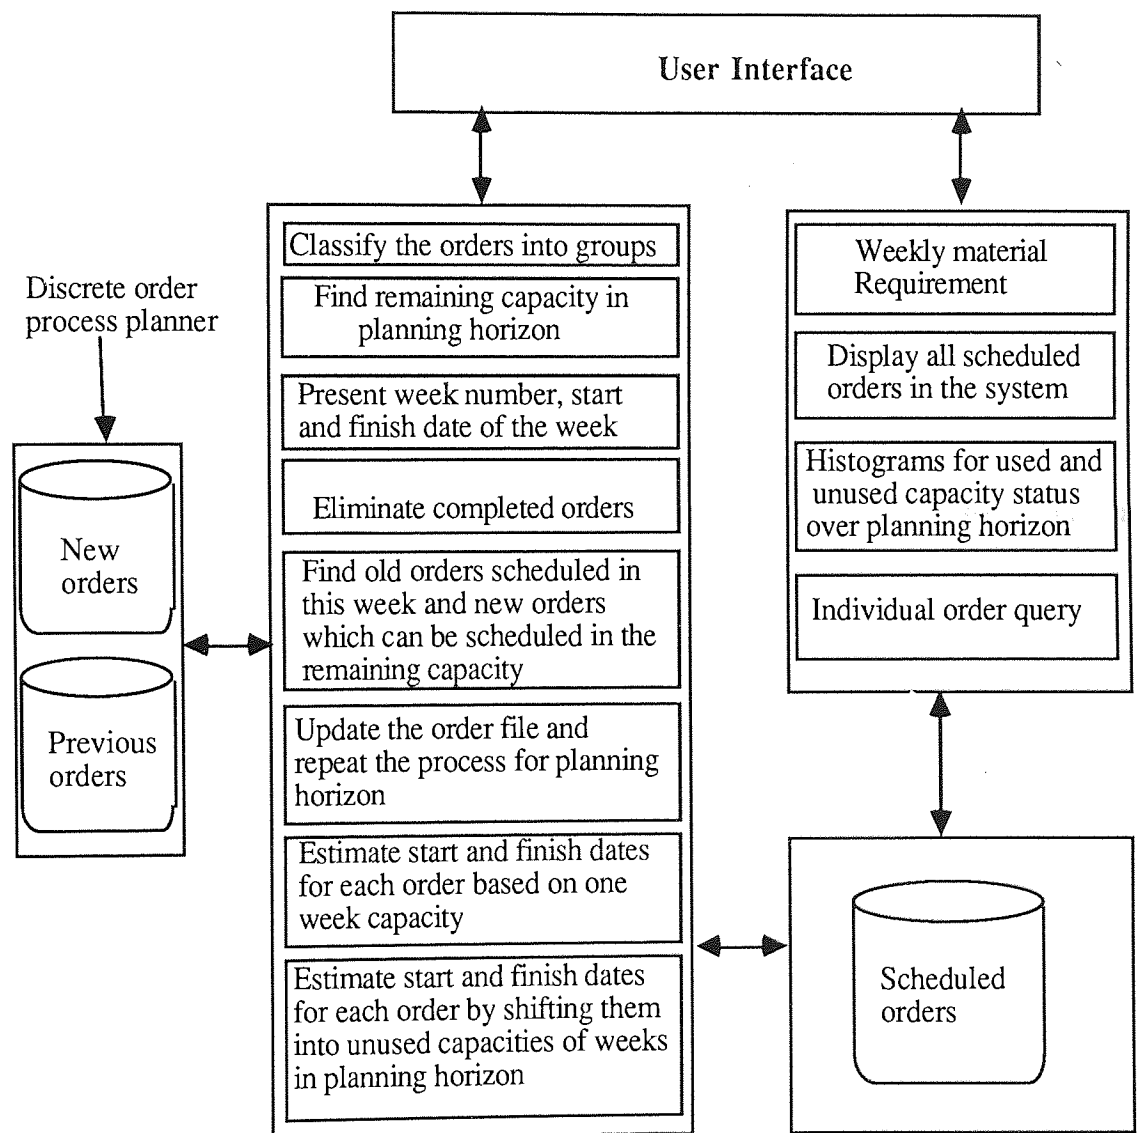 User Interface
Discrete order
process planner
New
orders
Previous
orders
Classify the orders into groups
Find remaining capacity in
planning horizon
Present week number, start
and finish date of the week
Eliminate completed orders
Find old orders scheduled in
this week and new orders
which can be scheduled in the
remaining capacity
Update the order file and
repeat the process for planning
horizon
Estimate start and finish dates
for each order based on one
week capacity
Estimate start and finish dates
for each order by shifting them
into unused capacities of weeks
in planning horizon
Weekly material
Requirement
Display all scheduled
orders in the system
Histograms for used and
unused capacity status
over planning horizon
Individual order query
Scheduled
orders